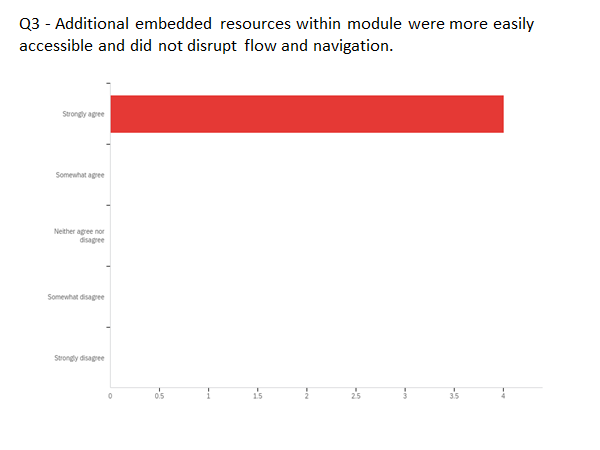 Q3 - Additional embedded resources within module were more easily
accessible and did not disrupt flow and navigation.
Strongly agree
Somewhat agree
Neither agree nor
disagree
Somewhat disagree
Strongly disagree
0 0.5 1 1.5 2 2.5 3 3.5 4